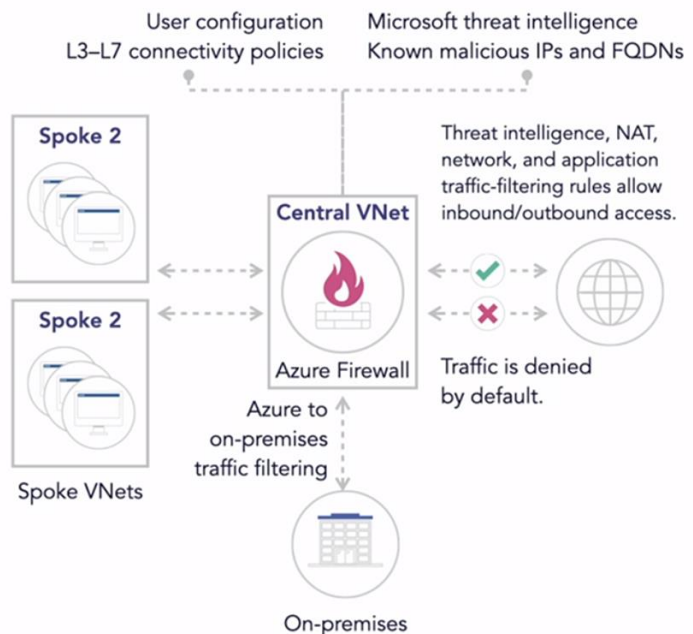 User configuration
L3–L7 connectivity policies
Microsoft threat intelligence
Known malicious IPs and FQDNs
Spoke 2
Threat intelligence, NAT,
network, and application
traffic-filtering rules allow
inbound/outbound access.
Central VNet
Spoke 2
Azure Firewall
Traffic is denied
by default.
Azure to
on-premises
traffic filtering
Spoke VNets
On-premises